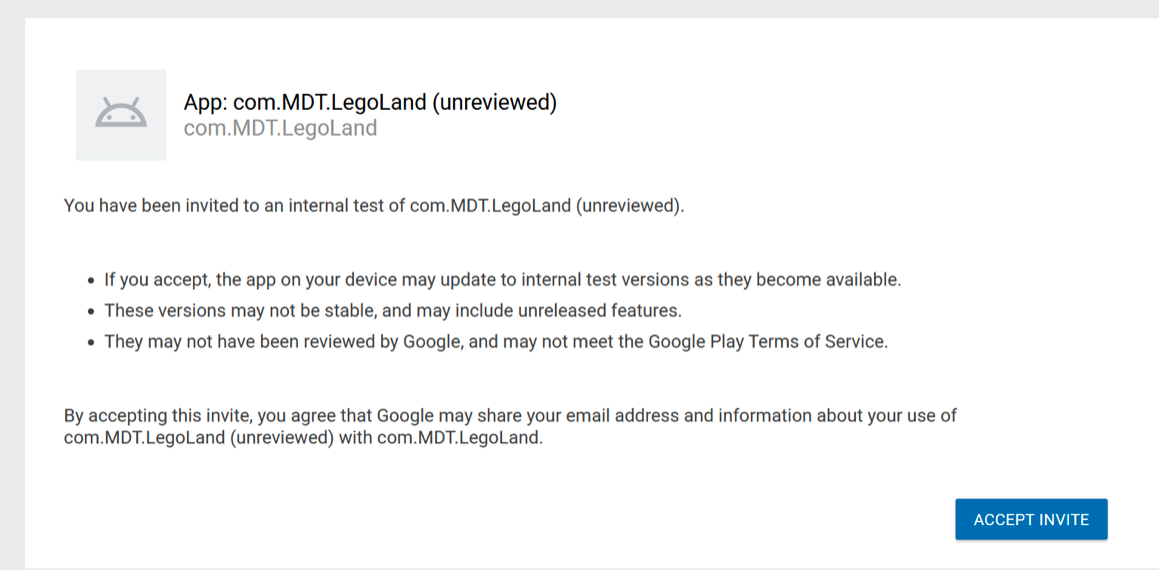 App: com.MDT.LegoLand (unreviewed)
com.MDT.LegoLand
You have been invited to an internal test of com.MDT.LegoLand (unreviewed).
• If you accept, the app on your device may update to internal test versions as they become available.
• These versions may not be stable, and may include unreleased features.
• They may not have been reviewed by Google, and may not meet the Google Play Terms of Service.
By accepting this invite, you agree that Google may share your email address and information about your use of
com.MDT.LegoLand (unreviewed) with com.MDT.LegoLand.
ACCEPT INVITE